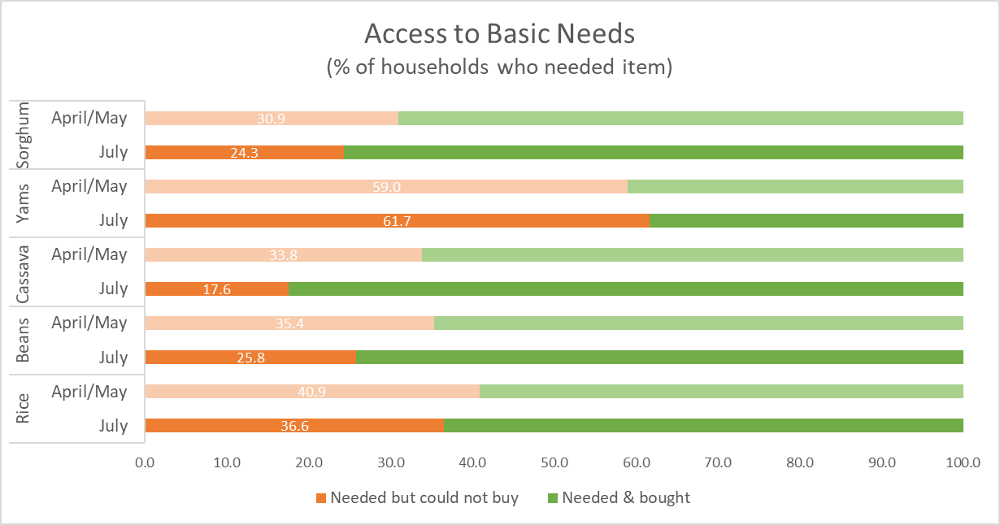 Access to Basic Needs
(% of households who needed item)
Sorghum
April/May
30.9
July
24.3
Yams
April/May
59.0
July
61.7
Cassava
April/May
33.8
July
17.6
Beans
April/May
35.4
July
25.8
Rice
April/May
40.9
July
36.6
0.0 10.0 20.0 30.0 40.0 50.0 60.0 70.0 80.0 90.0 100.0
Needed but could not buy Needed & bought